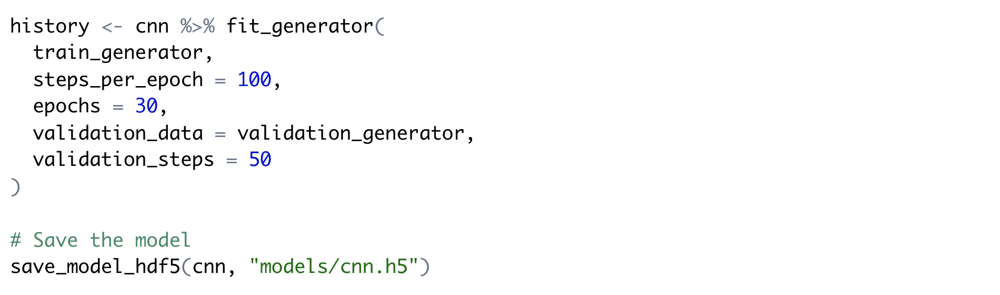 history <- cnn %>% fit_generator(
  train_generator,
  steps_per_epoch = 100,
  epochs = 30,
  validation_data = validation_generator,
  validation_steps = 50
)

# Save the model
save_model_hdf5(cnn, "models/cnn.h5")